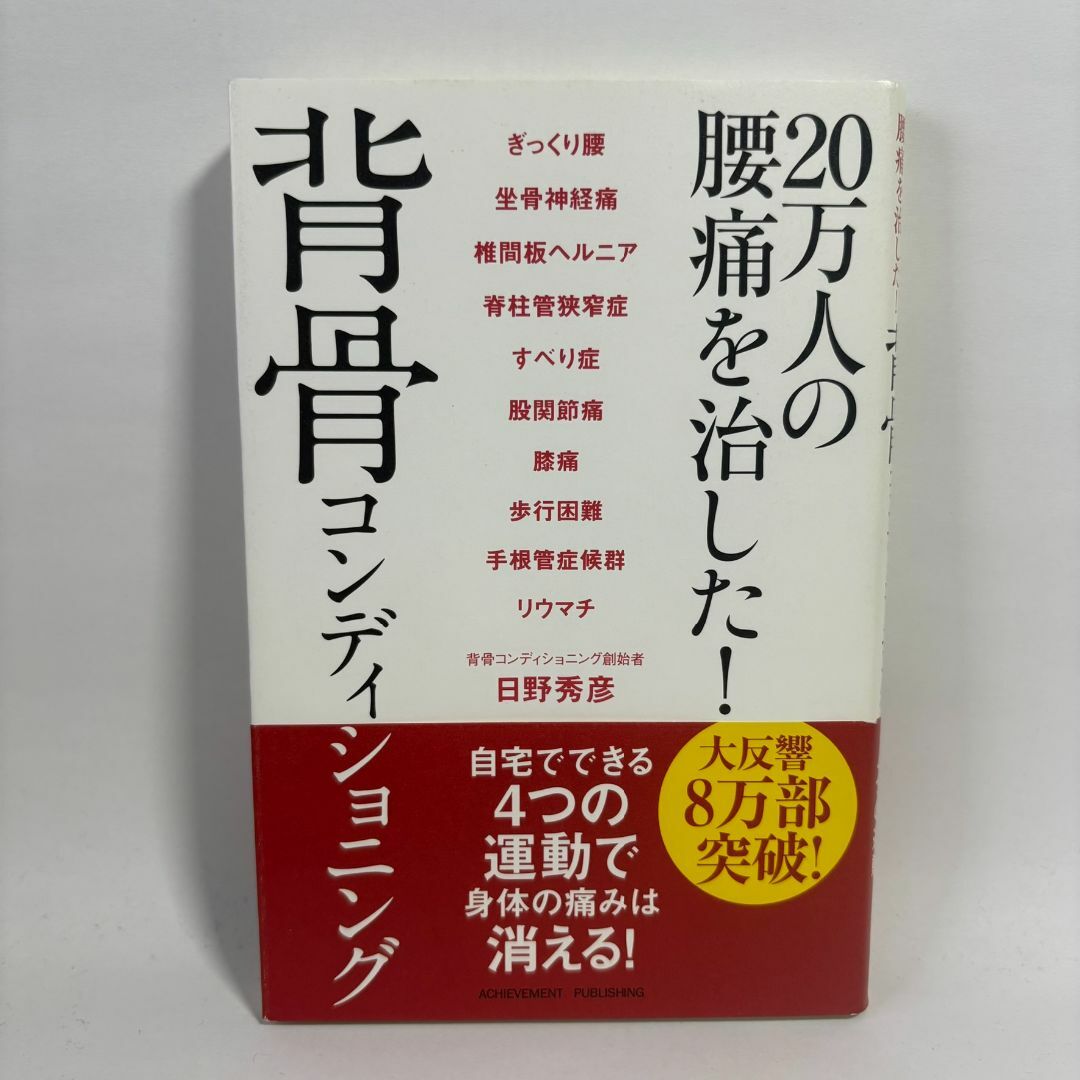 20万人の
腰痛を治した!
ぎっくり腰
坐骨神経痛
椎間板ヘルニア
脊柱管狭窄症
すべり症
股関節痛
膝痛
歩行困難
手根管症候群
リウマチ
背骨コンディショニング創始者
日野秀彦
背骨コンディショニング
大反響
8万部
突破!
自宅でできる
4つの
運動で
身体の痛みは
消える!
ACHIEVEMENT PUBLISHING
腰痛を治した!